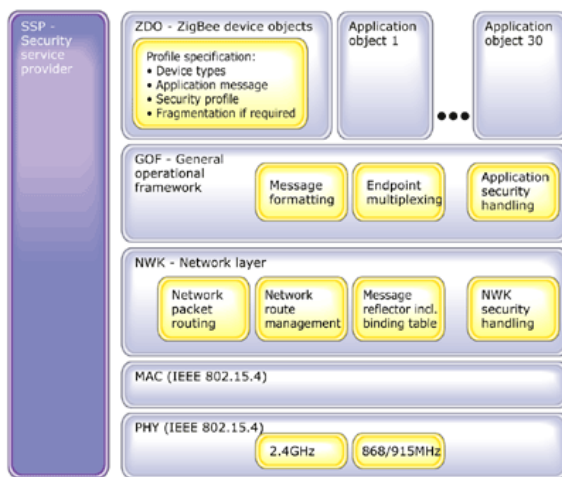 SSP -
Security
service
provider
ZDO - ZigBee device objects
Profile specification:
• Device types
• Application message
• Security profile
• Fragmentation if required
Application
object 1
•••
Application
object 30
GOF - General
operational
framework
Message
formatting
Endpoint
multiplexing
Application
security
handling
NWK - Network layer
Network
packet
routing
Network
route
management
Message
reflector incl.
binding table
NWK
security
handling
MAC (IEEE 802.15.4)
PHY (IEEE 802.15.4)
2.4GHz
868/915MHz